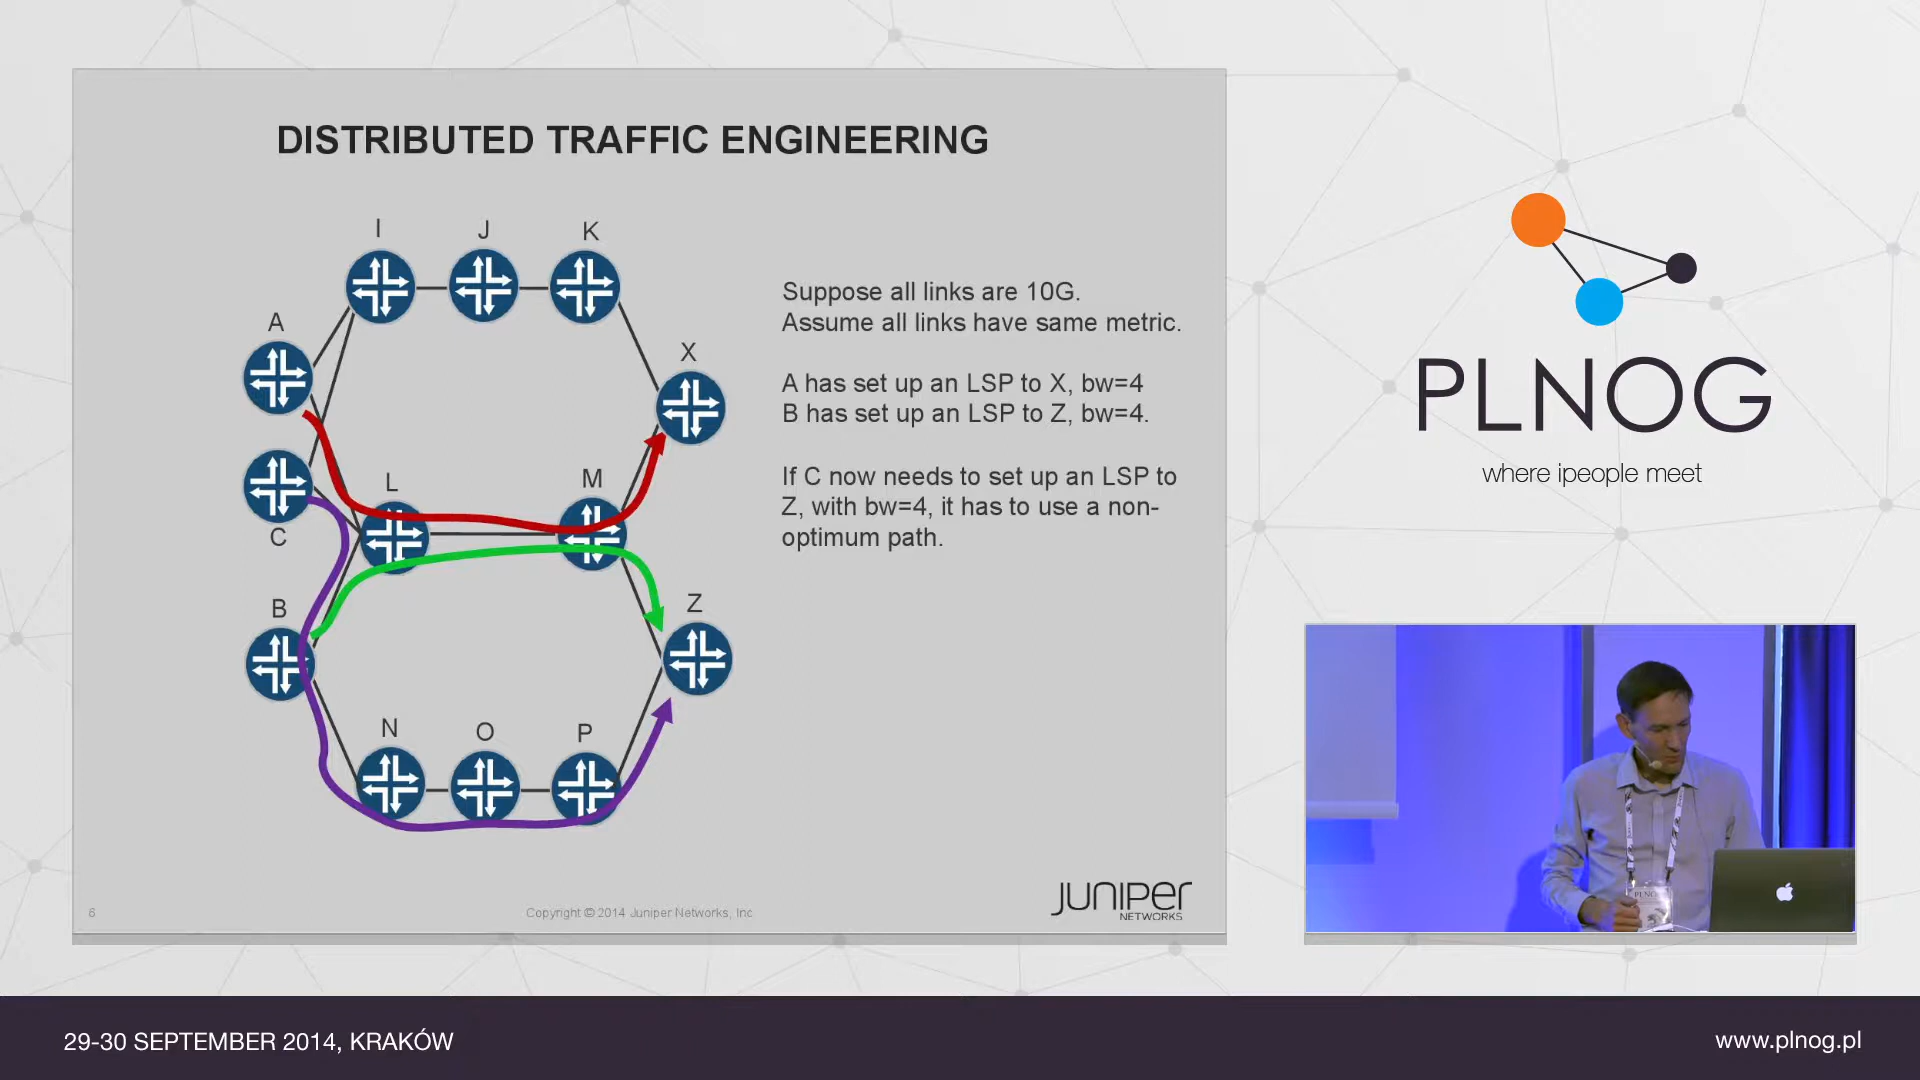 DISTRIBUTED TRAFFIC ENGINEERING
I
J
K
A
X
C
L
M
B
Z
N
O
P
Suppose all links are 10G.
Assume all links have same metric.
A has set up an LSP to X, bw=4
B has set up an LSP to Z, bw=4.
If C now needs to set up an LSP to
Z, with bw=4, it has to use a non-
optimum path.
6
Copyright © 2014 Juniper Networks, Inc
JUNIPER
NETWORKS
PLNOG
where ipeople meet
PLNOG
29-30 SEPTEMBER 2014, KRAKÓW
www.plnog.pl